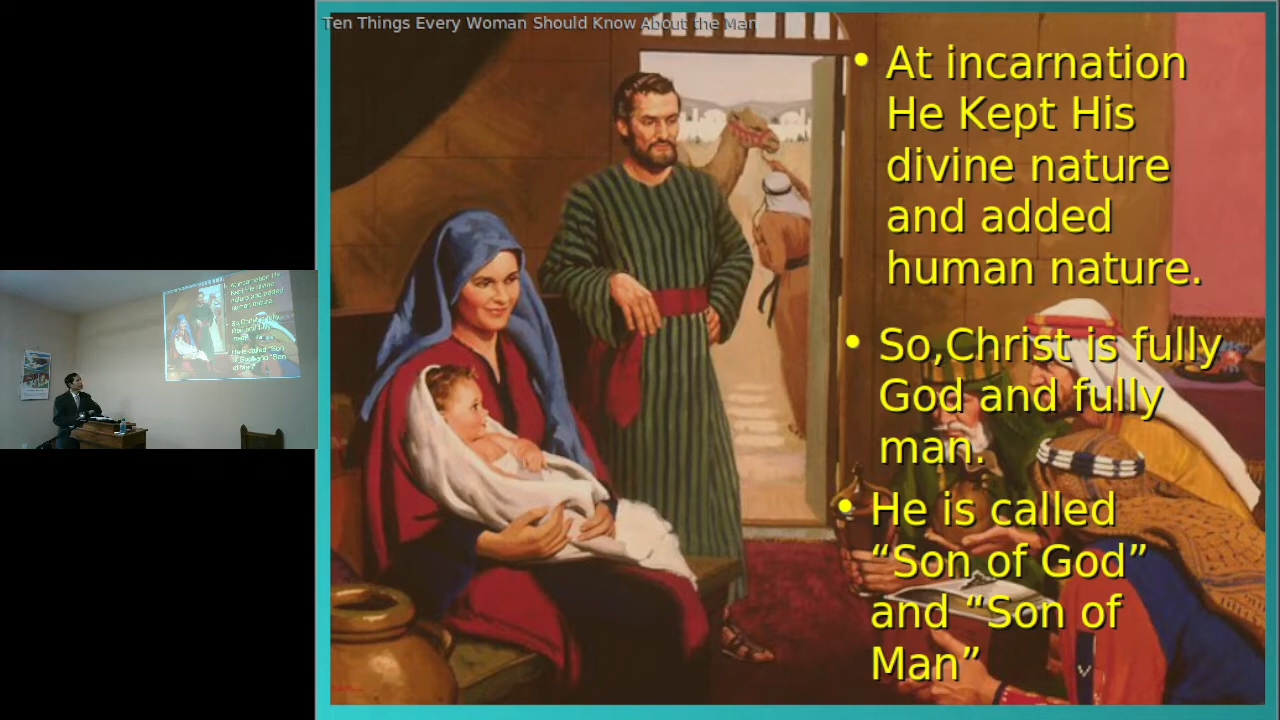 Ten Things Every Woman Should Know About the Man
• At incarnation
He Kept His
divine nature
and added
human nature.
• So,Christ is fully
God and fully
man.
• He is called
“Son of God”
and “Son of
Man”